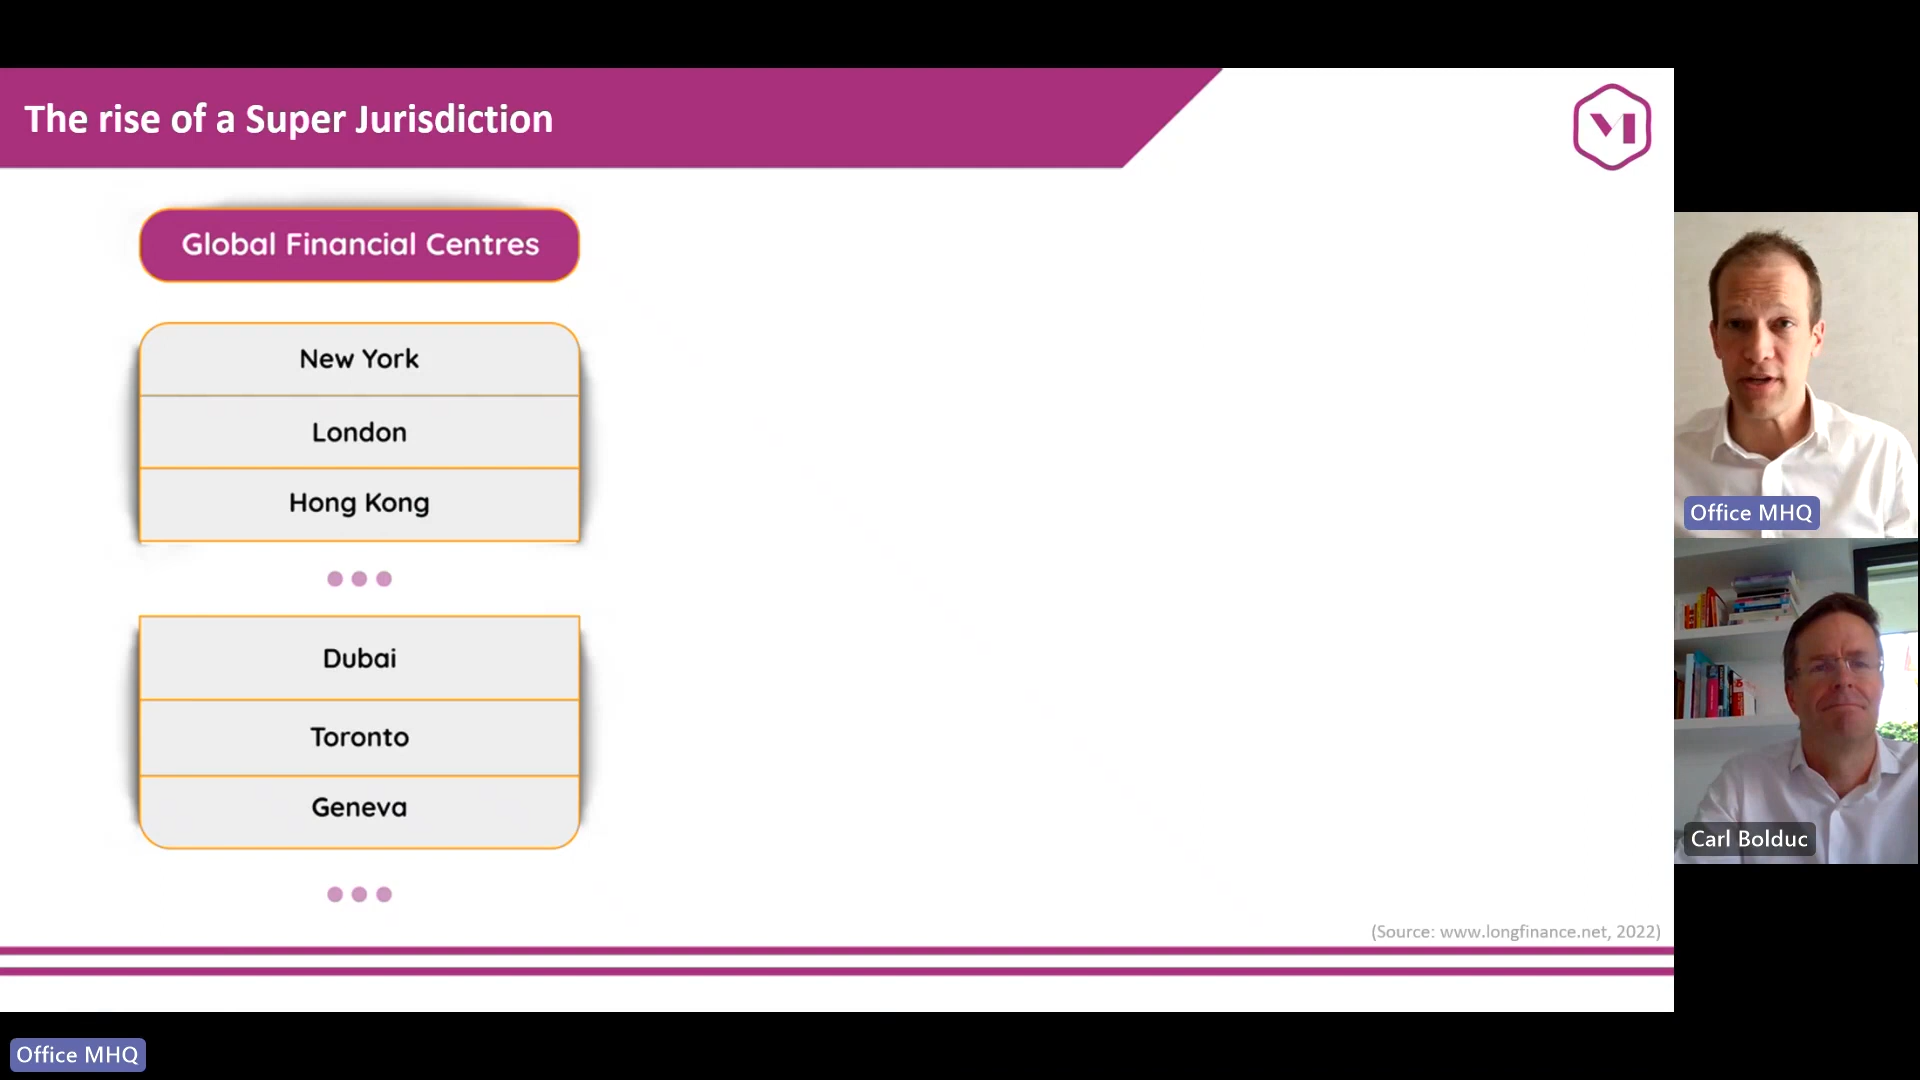 The rise of a Super Jurisdiction
Global Financial Centres
New York
London
Hong Kong
Dubai
Toronto
Geneva
(Source: www.longfinance.net, 2022)
Office MHQ
Carl Bolduc
Office MHQ